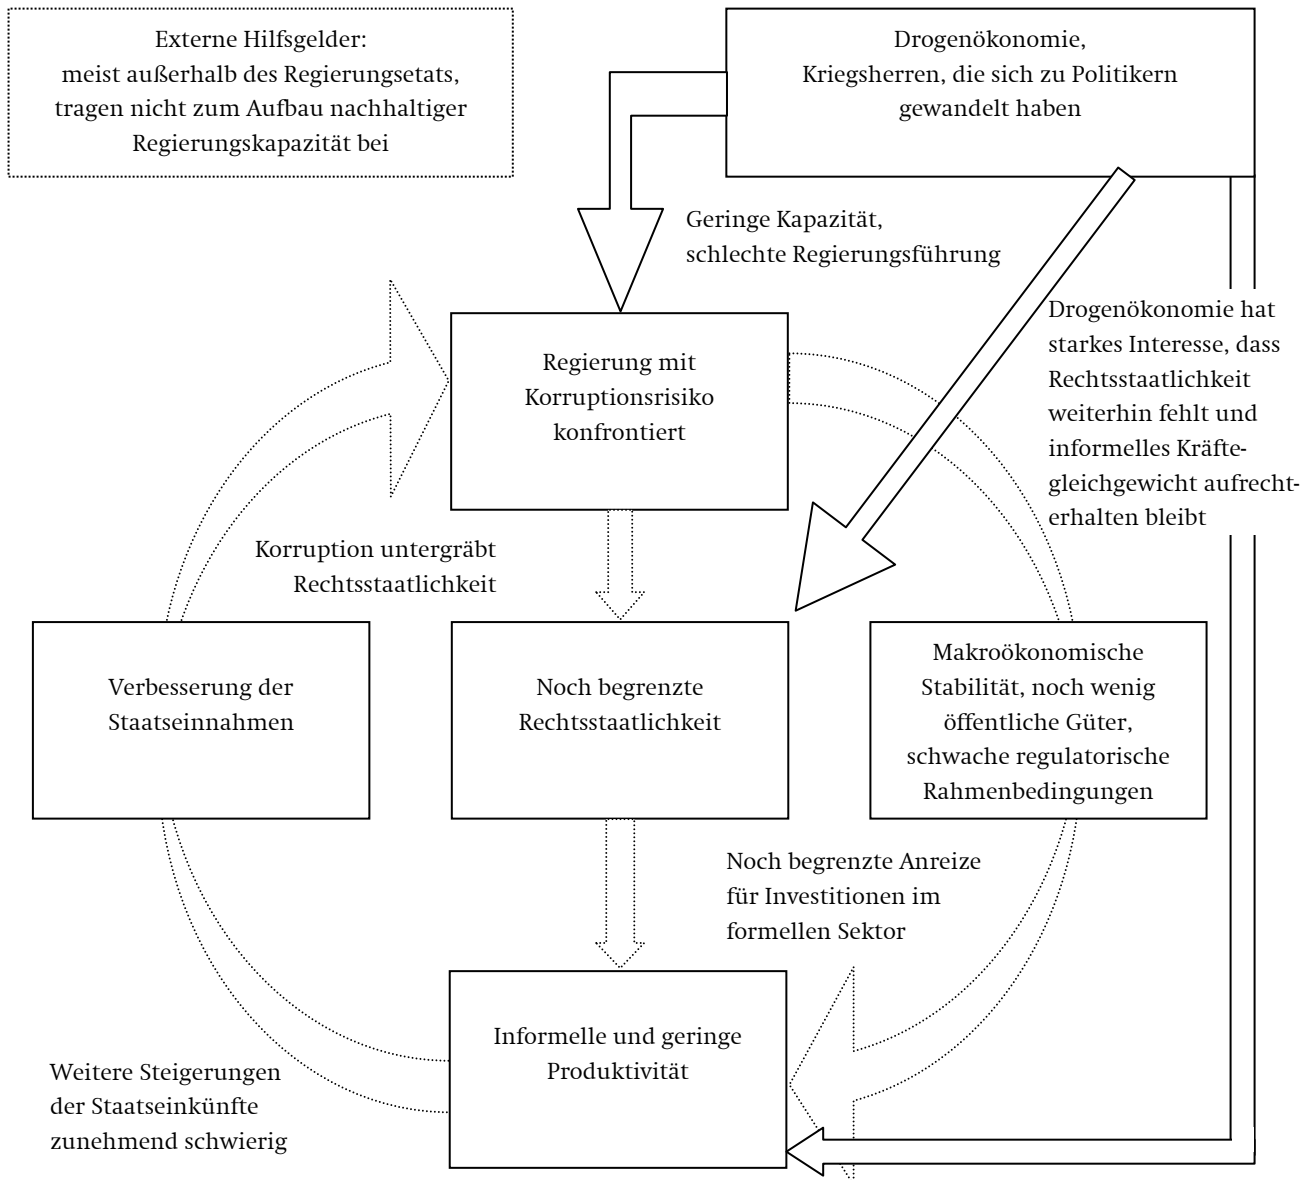 Externe Hilfsgelder:
meist außerhalb des Regierungsetats,
tragen nicht zum Aufbau nachhaltiger
Regierungskapazität bei
Drogenökonomie,
Kriegsherren, die sich zu Politikern
gewandelt haben
Geringe Kapazität,
schlechte Regierungsführung
Drogenökonomie hat
starkes Interesse, dass
Rechtsstaatlichkeit
weiterhin fehlt und
informelles Kräfte-
gleichgewicht aufrecht-
erhalten bleibt
Regierung mit
Korruptionsrisiko
konfrontiert
Korruption untergräbt
Rechtsstaatlichkeit
Verbesserung der
Staatseinnahmen
Noch begrenzte
Rechtsstaatlichkeit
Makroökonomische
Stabilität, noch wenig
öffentliche Güter,
schwache regulatorische
Rahmenbedingungen
Noch begrenzte Anreize
für Investitionen im
formellen Sektor
Informelle und geringe
Produktivität
Weitere Steigerungen
der Staatseinkünfte
zunehmend schwierig